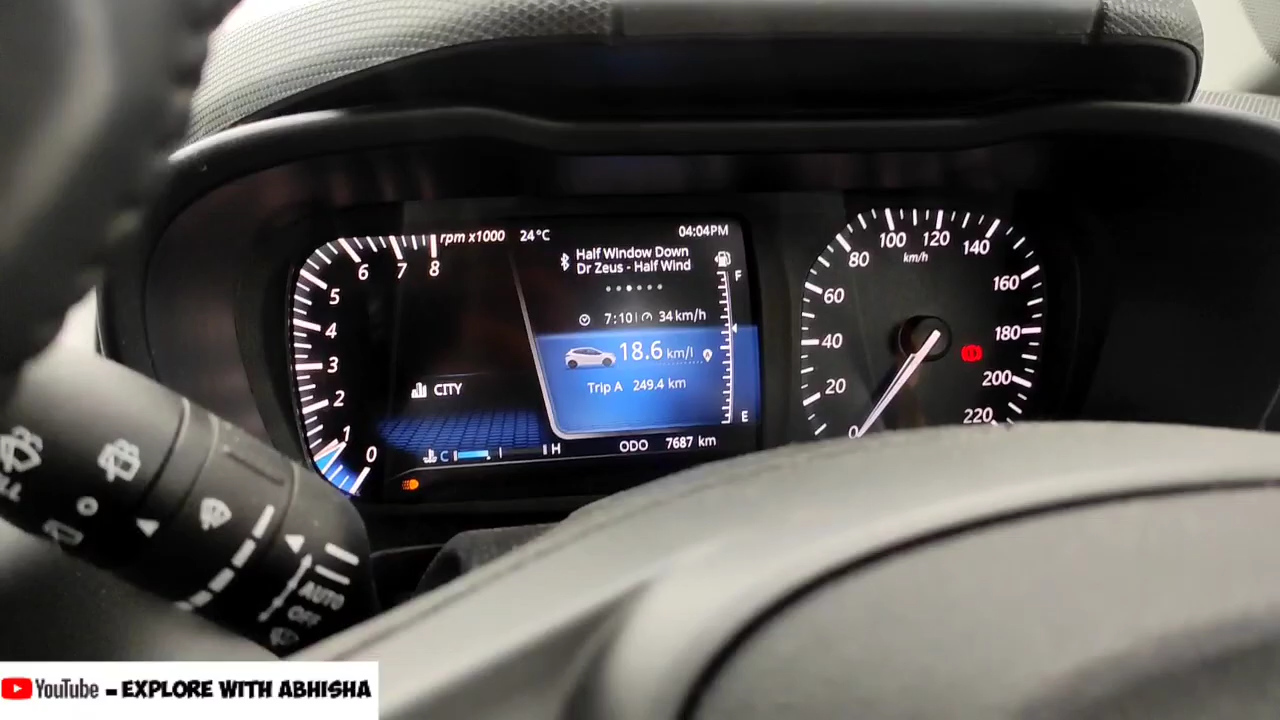 rpm x1000
24°C
04:04PM
Half Window Down
Dr Zeus - Half Wind
F
7:10
34 km/h
18.6 km/l
Trip A 249.4 km
E
CITY
C
H
ODO 7687 km
0
1
2
3
4
5
6
7
8
0
20
40
60
80
100
120
140
160
180
200
220
km/h
AUTO
OFF
YouTube - EXPLORE WITH ABHISHA